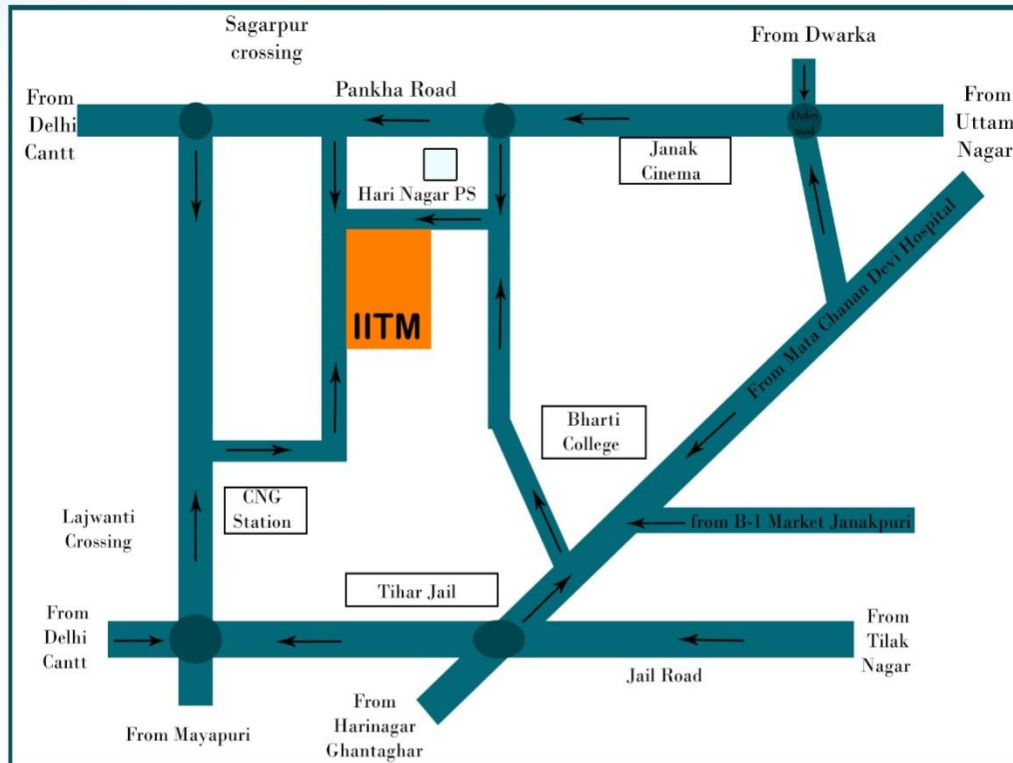 Sagarpur
crossing
From Dwarka
From
Delhi
Cantt
Pankha Road
Dabri
mod
From
Uttam
Nagar
Janak
Cinema
Hari Nagar PS
IITM
From Mata Chanan Devi Hospital
Bharti
College
CNG
Station
Lajwanti
Crossing
from B-1 Market Janakpuri
Tihar Jail
From
Delhi
Cantt
From
Tilak
Nagar
Jail Road
From
Harinagar
Ghantaghar
From Mayapuri